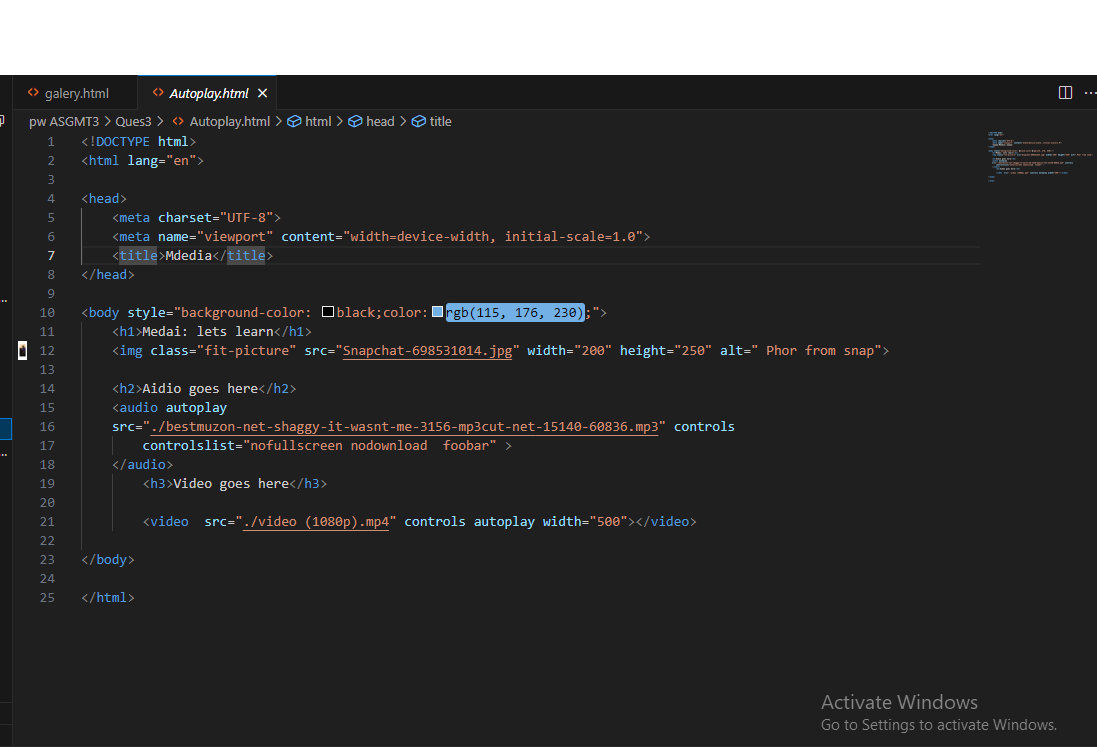 galery.html Autoplay.html
pw ASGMT3 > Ques3 > Autoplay.html > html > head > title
1 <!DOCTYPE html>
2 <html lang="en">
3
4 <head>
5 <meta charset="UTF-8">
6 <meta name="viewport" content="width=device-width, initial-scale=1.0">
7 <title>Mdedia</title>
8 </head>
9
10 <body style="background-color: black;color: rgb(115, 176, 230);">
11 <h1>Medai: lets learn</h1>
12 <img class="fit-picture" src="Snapchat-698531014.jpg" width="200" height="250" alt=" Phor from snap">
13
14 <h2>Aidio goes here</h2>
15 <audio autoplay
16 src="./bestmuzon-net-shaggy-it-wasnt-me-3156-mp3cut-net-15140-60836.mp3" controls
17 controlslist="nofullscreen nodownload  foobar" >
18 </audio>
19 <h3>Video goes here</h3>
20
21 <video  src="./video (1080p).mp4" controls autoplay width="500"></video>
22
23 </body>
24
25 </html>
Activate Windows
Go to Settings to activate Windows.